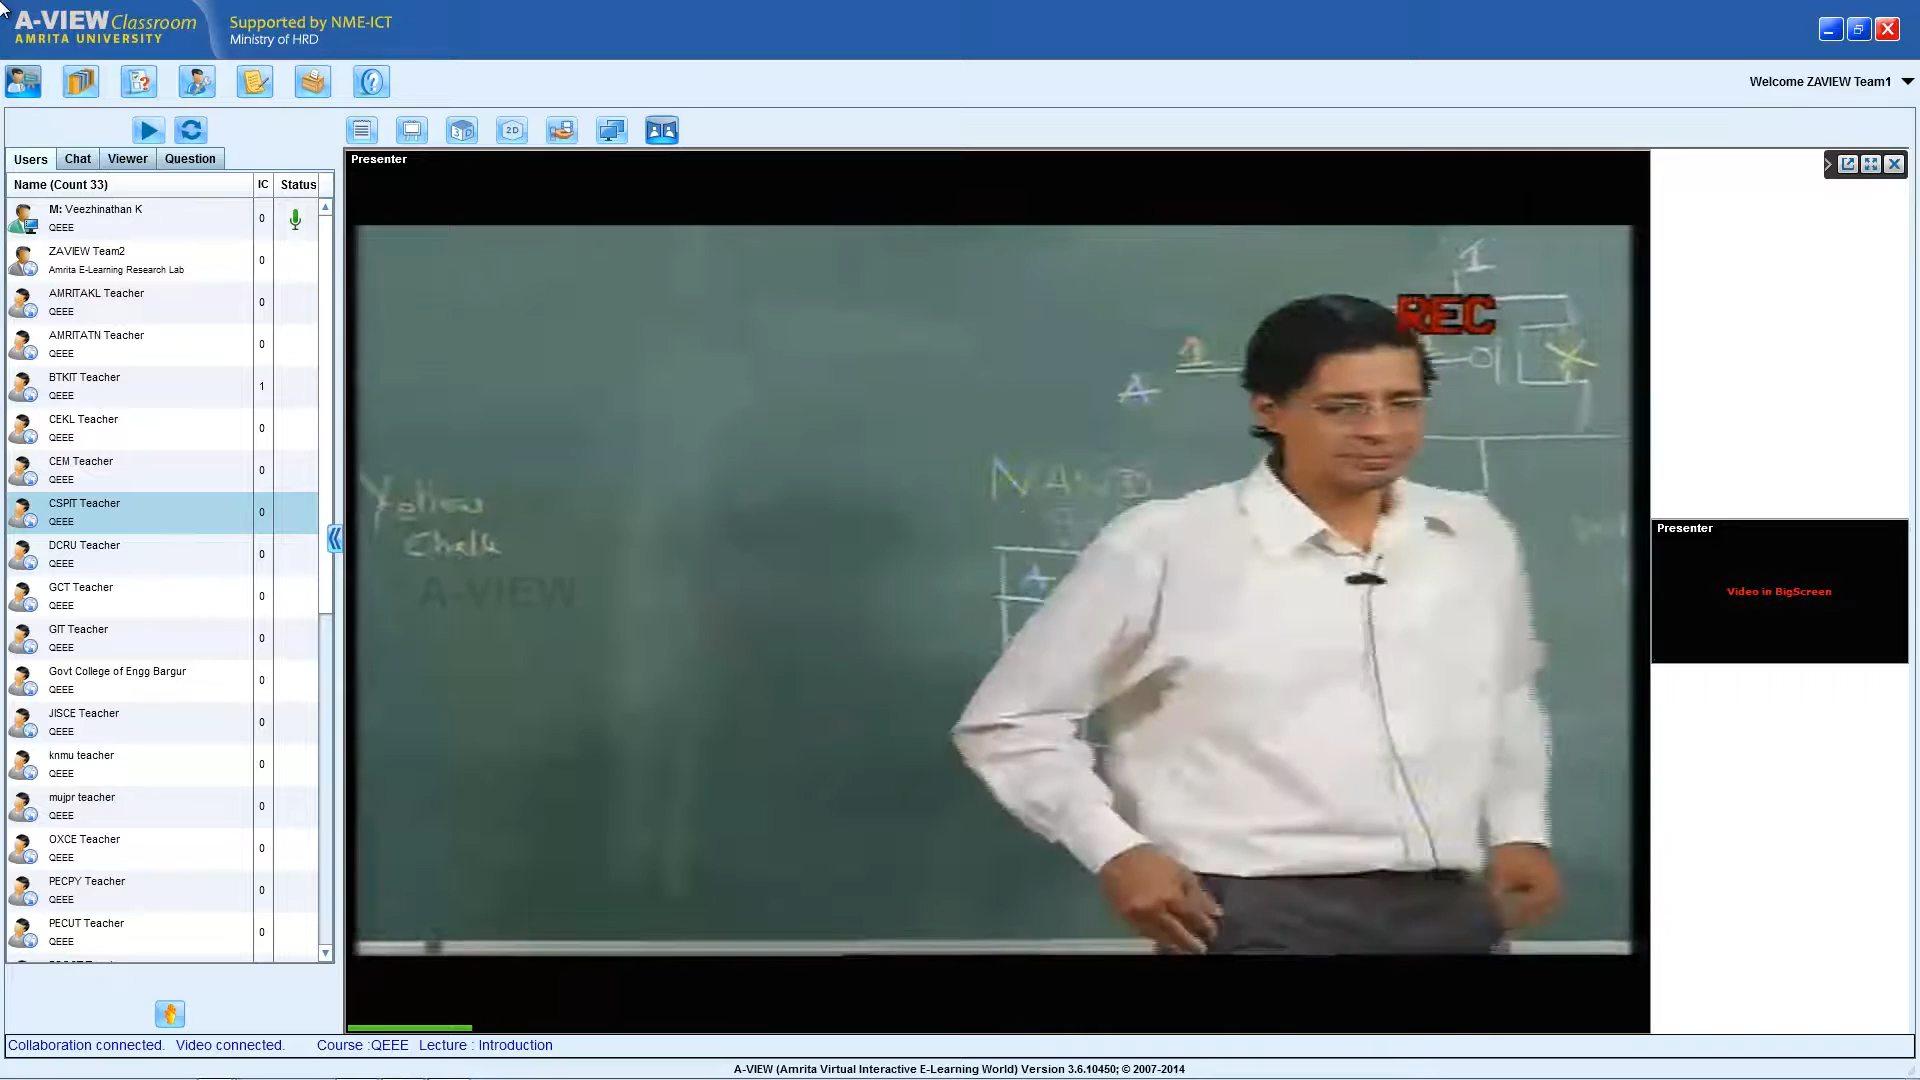 A-VIEW Classroom
AMRITA UNIVERSITY
Supported by NME-ICT
Ministry of HRD
Welcome ZAVIEW Team1
3D
2D
Users
Chat
Viewer
Question
Name (Count 33)
IC
Status
M: Veezhinathan K
QEEE
0
ZAVIEW Team2
Amrita E-Learning Research Lab
0
AMRITAKL Teacher
QEEE
0
AMRITATN Teacher
QEEE
0
BTKIT Teacher
QEEE
1
CEKL Teacher
QEEE
0
CEM Teacher
QEEE
0
CSPIT Teacher
QEEE
0
DCRU Teacher
QEEE
0
GCT Teacher
QEEE
0
GIT Teacher
QEEE
0
Govt College of Engg Bargur
QEEE
0
JISCE Teacher
QEEE
0
knmu teacher
QEEE
0
mujpr teacher
QEEE
0
OXCE Teacher
QEEE
0
PECPY Teacher
QEEE
0
PECUT Teacher
QEEE
0
Presenter
1
REC
1
X
A
NAND
Yellow
Chalk
A-VIEW
A
Presenter
Video in BigScreen
Collaboration connected. Video connected. Course :QEEE Lecture : Introduction
A-VIEW (Amrita Virtual Interactive E-Learning World) Version 3.6.10450; © 2007-2014